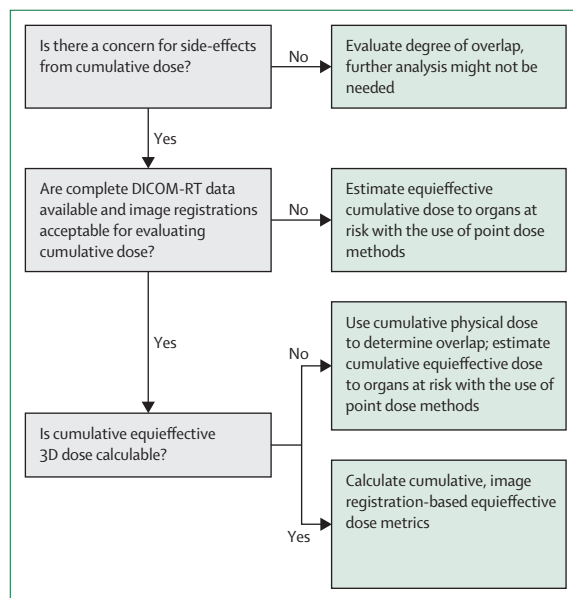 Is there a concern for side-effects
from cumulative dose?
No
Evaluate degree of overlap,
further analysis might not be
needed
Yes
Are complete DICOM-RT data
available and image registrations
acceptable for evaluating
cumulative dose?
No
Estimate equieffective
cumulative dose to organs at
risk with the use of point dose
methods
Yes
No
Use cumulative physical dose
to determine overlap; estimate
cumulative equieffective dose
to organs at risk with the use of
point dose methods
Is cumulative equieffective
3D dose calculable?
Yes
Calculate cumulative, image
registration-based equieffective
dose metrics